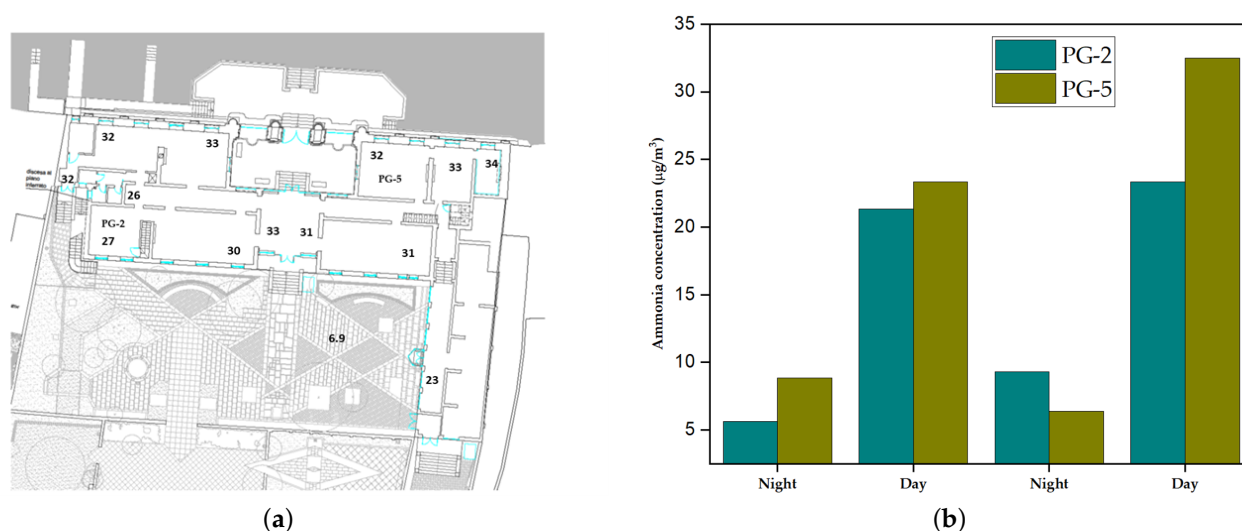 32
33
32
PG-5
33
34
discesa al
piano
interrato
32
26
PG-2
27
30
33
31
31
6.9
23
(a)
35
30
25
20
15
10
5
Ammonia concentration (µg/m³)
PG-2
PG-5
Night
Day
Night
Day
(b)